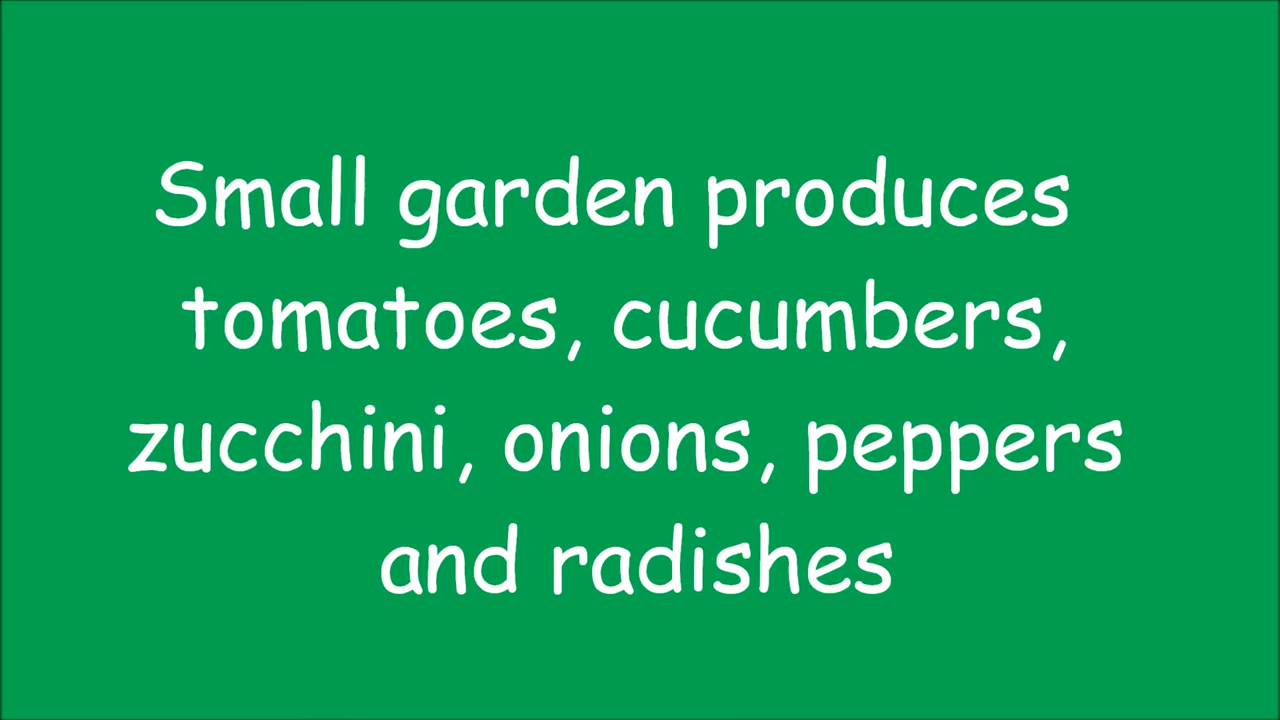 Small garden produces
tomatoes, cucumbers,
zucchini, onions, peppers
and radishes